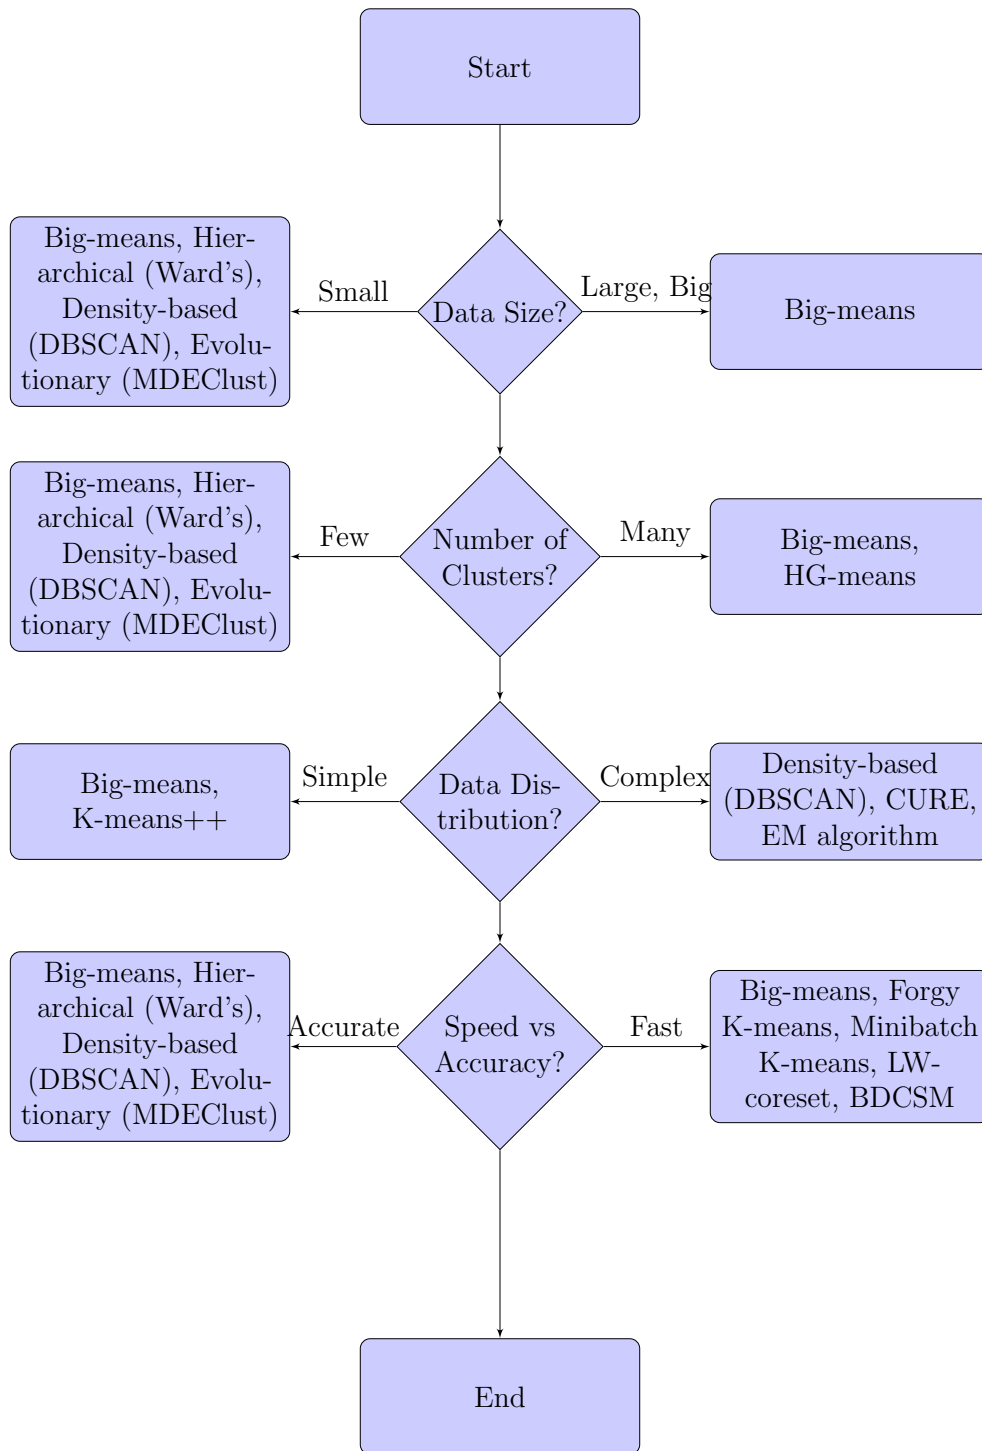 Start
Big-means, Hier-
archical (Ward's),
Density-based
(DBSCAN), Evolu-
tionary (MDEClust)
Small
Data Size?
Large, Big
Big-means
Big-means, Hier-
archical (Ward's),
Density-based
(DBSCAN), Evolu-
tionary (MDEClust)
Few
Number of
Clusters?
Many
Big-means,
HG-means
Big-means,
K-means++
Simple
Data Dis-
tribution?
Complex
Density-based
(DBSCAN), CURE,
EM algorithm
Big-means, Hier-
archical (Ward's),
Density-based
(DBSCAN), Evolu-
tionary (MDEClust)
Accurate
Speed vs
Accuracy?
Fast
Big-means, Forgy
K-means, Minibatch
K-means, LW-
coreset, BDCSM
End